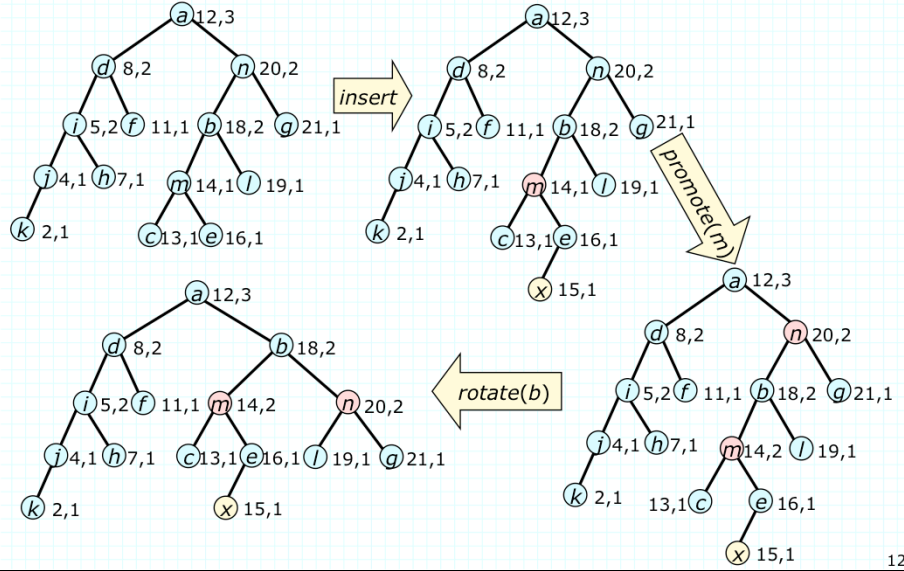 a 12,3
d 8,2 n 20,2
i 5,2 f 11,1 b 18,2 g 21,1
j 4,1 h 7,1 m 14,1 l 19,1
k 2,1 c 13,1 e 16,1
insert
a 12,3
d 8,2 n 20,2
i 5,2 f 11,1 b 18,2 g 21,1
j 4,1 h 7,1 m 14,1 l 19,1
k 2,1 c 13,1 e 16,1
x 15,1
promote(m)
a 12,3
d 8,2 n 20,2
i 5,2 f 11,1 b 18,2 g 21,1
j 4,1 h 7,1 m 14,2 l 19,1
k 2,1 13,1 c e 16,1
x 15,1
rotate(b)
a 12,3
d 8,2 b 18,2
i 5,2 f 11,1 m 14,2 n 20,2
j 4,1 h 7,1 c 13,1 e 16,1 l 19,1 g 21,1
k 2,1 x 15,1
12